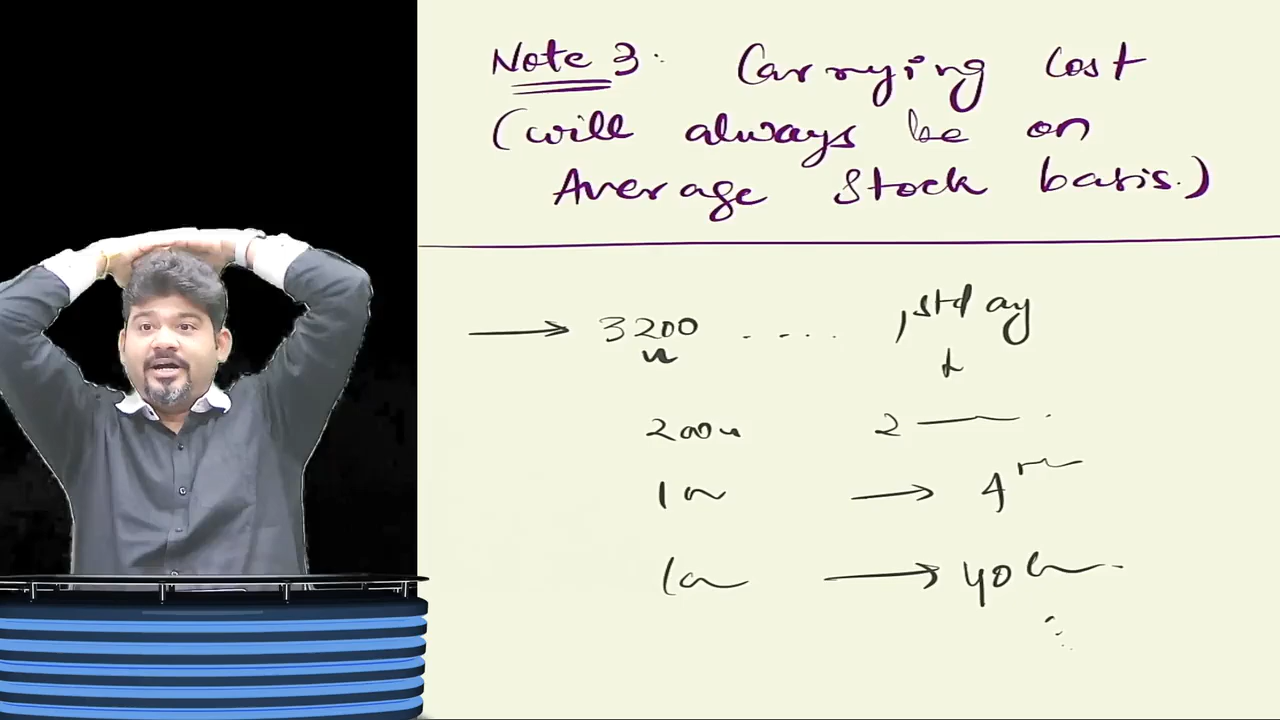 Note 3: Carrying cost
(will always be on
Average stock basis.)
→ 3200 .... 1st day
u
200u 2
1 → 4
1 → 40